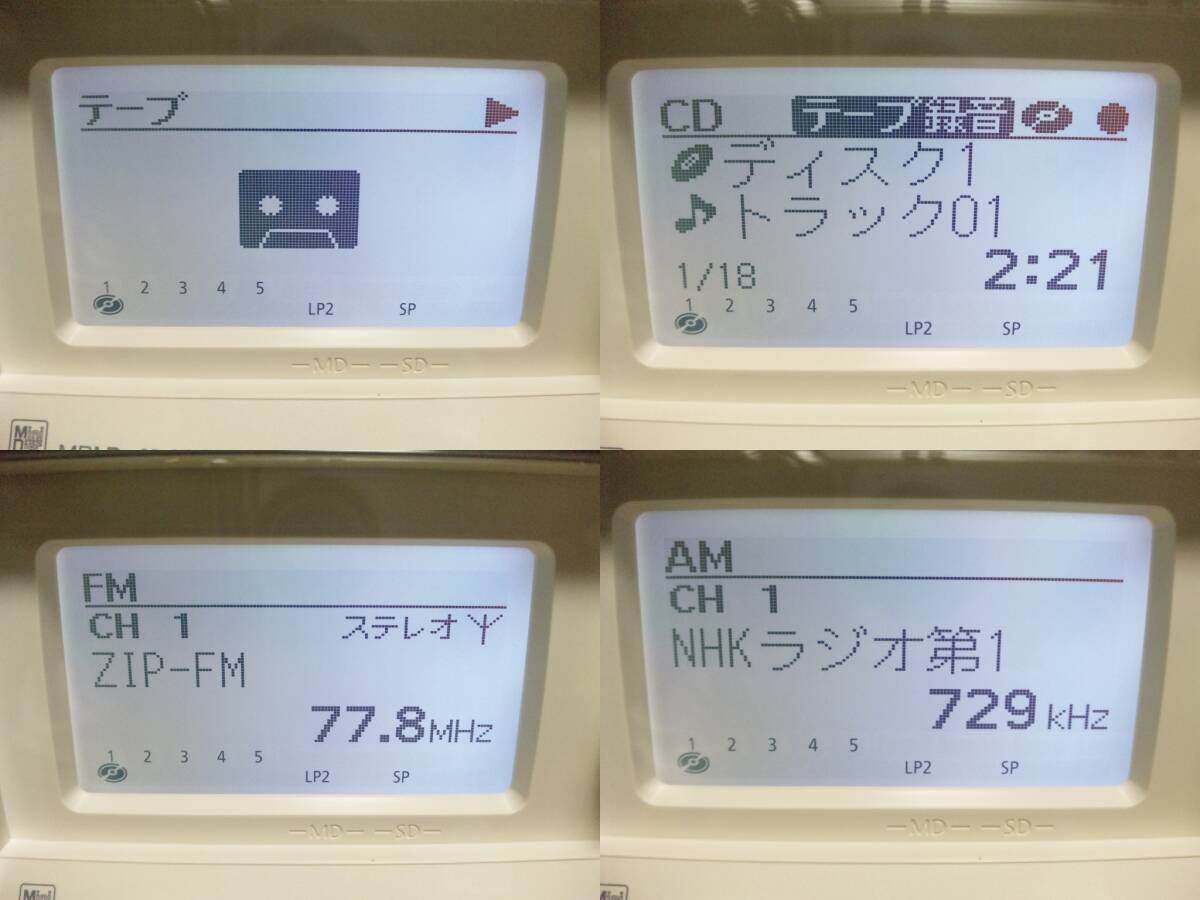 テープ
1 2 3 4 5
LP2 SP
MD SD
Mini
CD テープ録音
ディスク1
トラック01
1/18 2:21
1 2 3 4 5
LP2 SP
MD SD
FM
CH 1 ステレオ
ZIP-FM
77.8MHz
1 2 3 4 5
LP2 SP
MD SD
Mini
AM
CH 1
NHKラジオ第1
729kHz
1 2 3 4 5
LP2 SP
MD SD
Mini